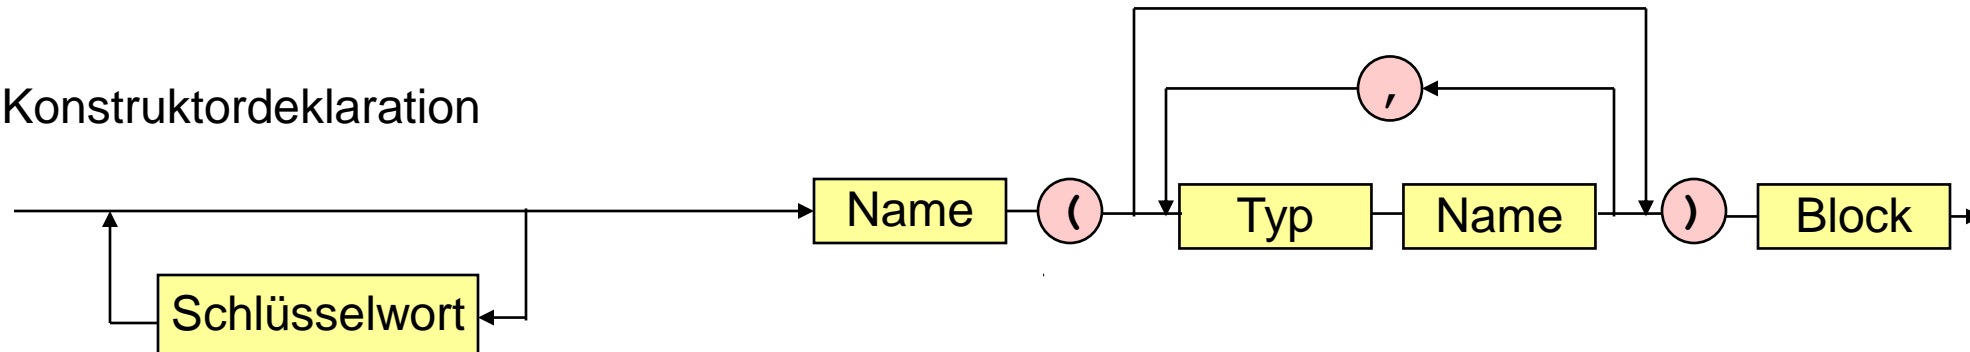 ,
Konstruktordeklaration
Name ( Typ Name ) Block
Schlüsselwort